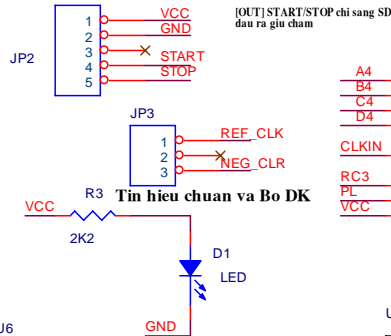 VCC
[OUT] START/STOP chi sang SD
1
GND
dau ra giu cham
2
3
JP2
4
START
5
STOP
A4
B4
C4
D4
JP3
1
REF_CLK
CLKIN
2
3
NEG_CLR
RC3
R3
Tin hieu chuan va Bo DK
PL
VCC
VCC
2K2
D1
LED
GND